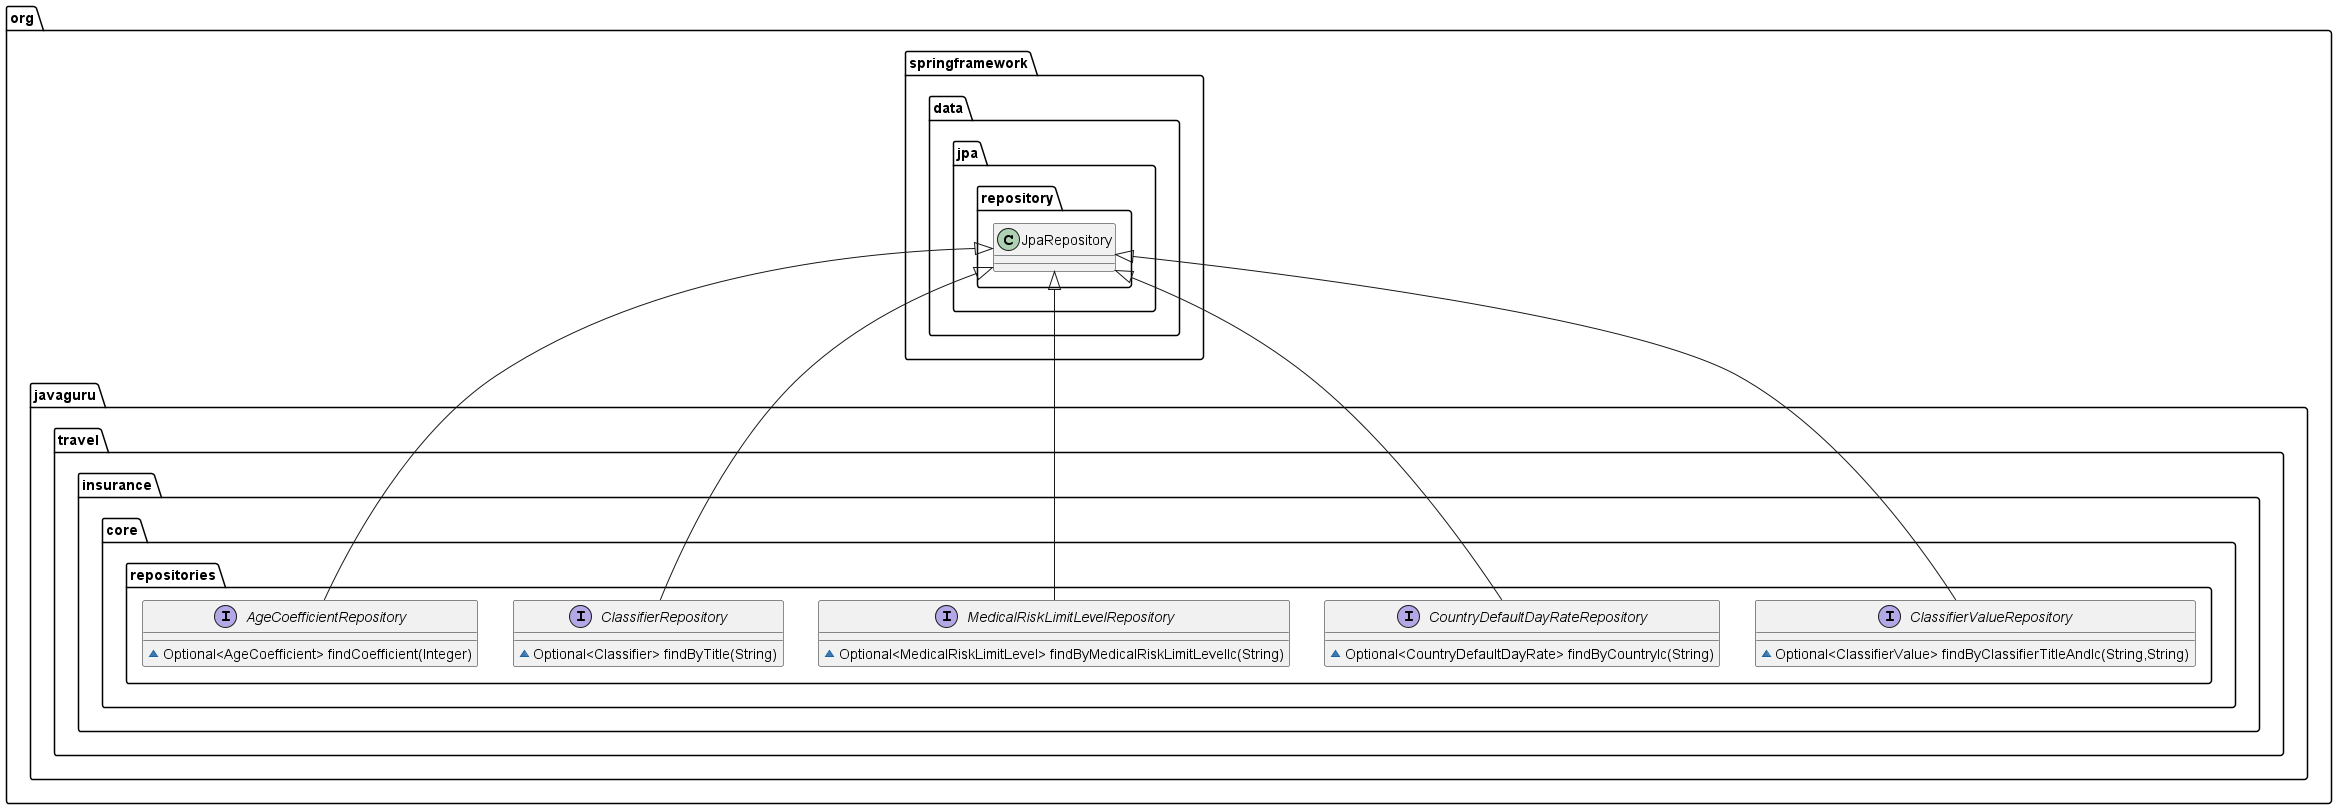 org
springframework
data
jpa
repository
C JpaRepository
javaguru
travel
insurance
core
repositories
I AgeCoefficientRepository
Optional<AgeCoefficient> findCoefficient(Integer)
I ClassifierRepository
Optional<Classifier> findByTitle(String)
I MedicalRiskLimitLevelRepository
Optional<MedicalRiskLimitLevel> findByMedicalRiskLimitLevelIc(String)
I CountryDefaultDayRateRepository
Optional<CountryDefaultDayRate> findByCountryIc(String)
I ClassifierValueRepository
Optional<ClassifierValue> findByClassifierTitleAndIc(String,String)